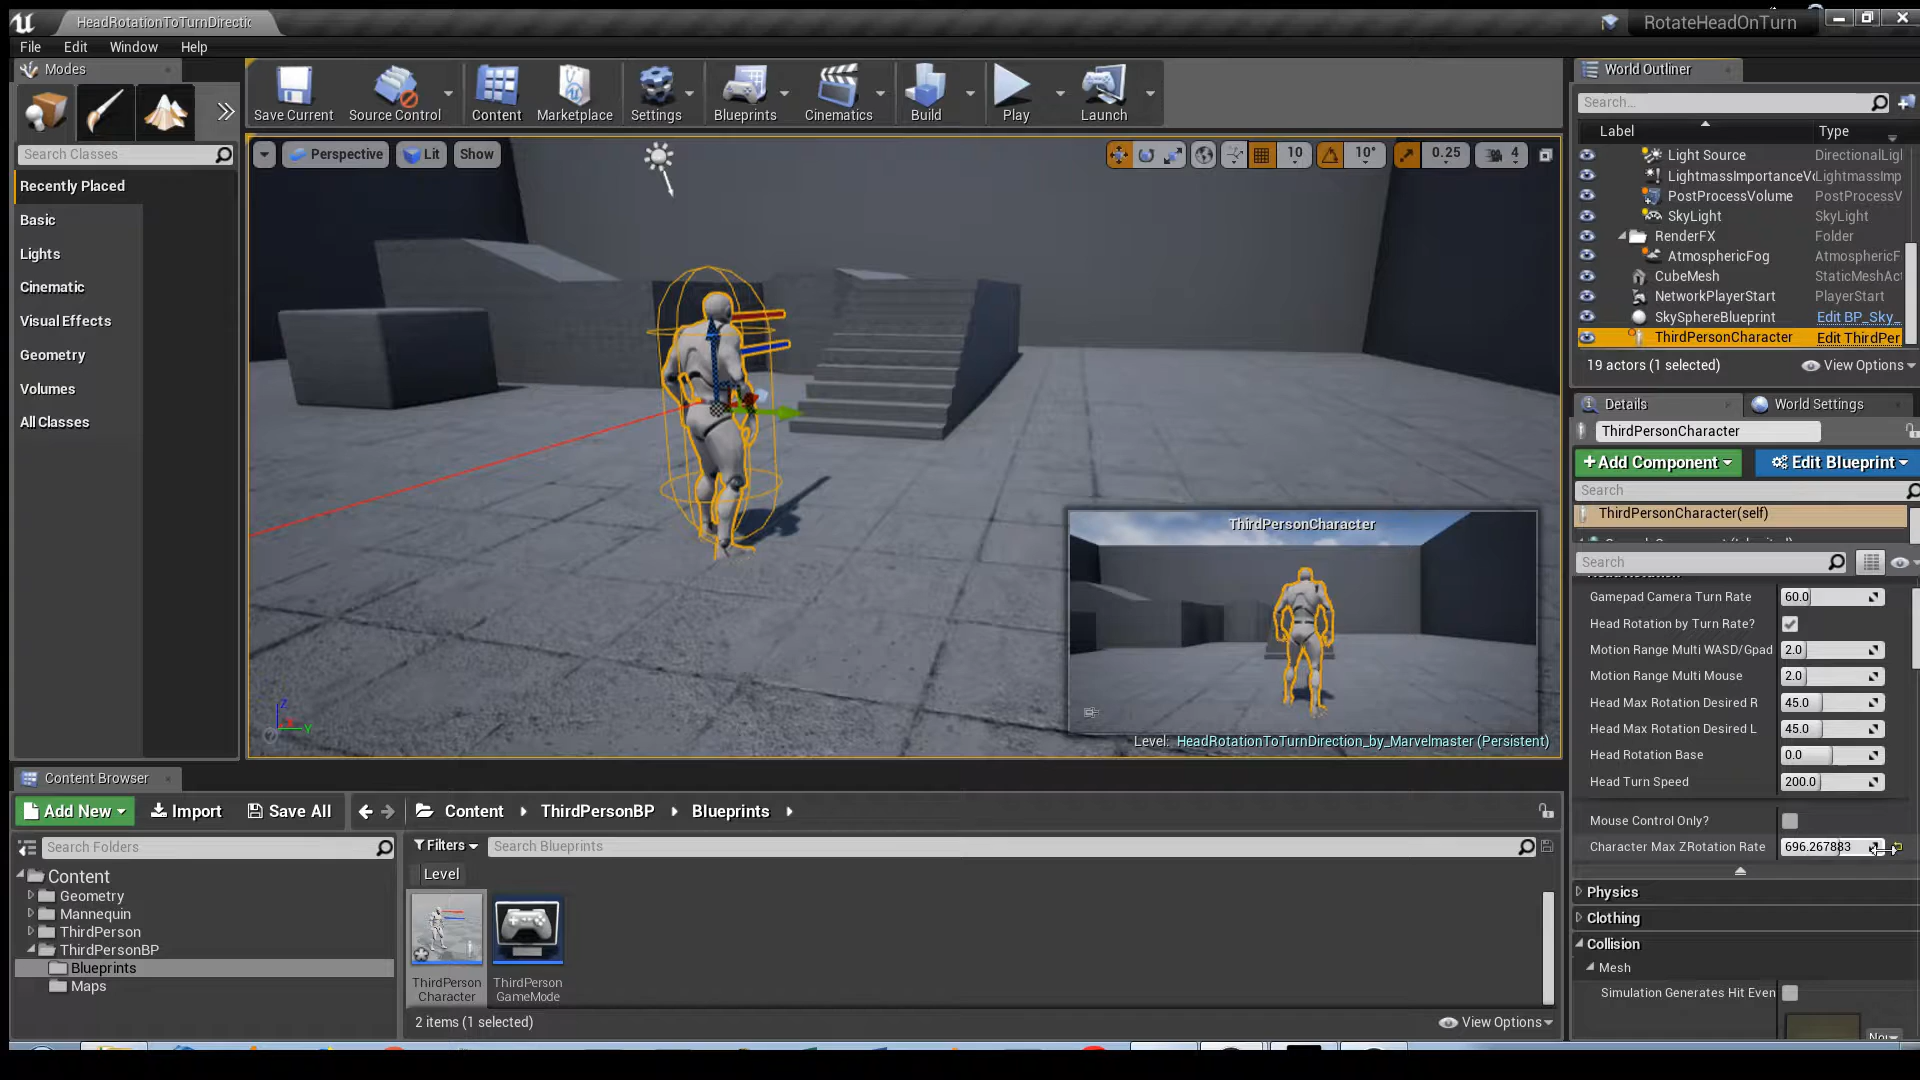 HeadRotationToTurnDirectic
RotateHeadOnTurn
File
Edit
Window
Help
Modes
World Outliner
Save Current
Source Control
Content
Marketplace
Settings
Blueprints
Cinematics
Build
Play
Launch
Search...
Label
Type
Search Classes
Recently Placed
Basic
Lights
Cinematic
Visual Effects
Geometry
Volumes
All Classes
Perspective
Lit
Show
10
10°
0.25
4
Light Source
DirectionalLigl
LightmassImportanceVo
LightmassImp
PostProcessVolume
PostProcessV
SkyLight
SkyLight
RenderFX
Folder
AtmosphericFog
AtmosphericF
CubeMesh
StaticMeshAct
NetworkPlayerStart
PlayerStart
SkySphereBlueprint
Edit BP_Sky_
ThirdPersonCharacter
Edit ThirdPer
19 actors (1 selected)
View Options
Details
World Settings
ThirdPersonCharacter
+Add Component
Edit Blueprint
Search
ThirdPersonCharacter(self)
Search
Gamepad Camera Turn Rate
60.0
Head Rotation by Turn Rate?
Motion Range Multi WASD/Gpad
2.0
Motion Range Multi Mouse
2.0
Head Max Rotation Desired R
45.0
Head Max Rotation Desired L
45.0
Head Rotation Base
0.0
Head Turn Speed
200.0
Mouse Control Only?
Character Max ZRotation Rate
696.267883
Physics
Clothing
Collision
Mesh
Simulation Generates Hit Even
ThirdPersonCharacter
Z
Y
Level: HeadRotationToTurnDirection_by_Marvelmaster (Persistent)
Content Browser
Add New
Import
Save All
Content
ThirdPersonBP
Blueprints
Search Folders
Filters
Search Blueprints
Level
Content
Geometry
Mannequin
ThirdPerson
ThirdPersonBP
Blueprints
Maps
ThirdPerson
Character
ThirdPerson
GameMode
2 items (1 selected)
View Options